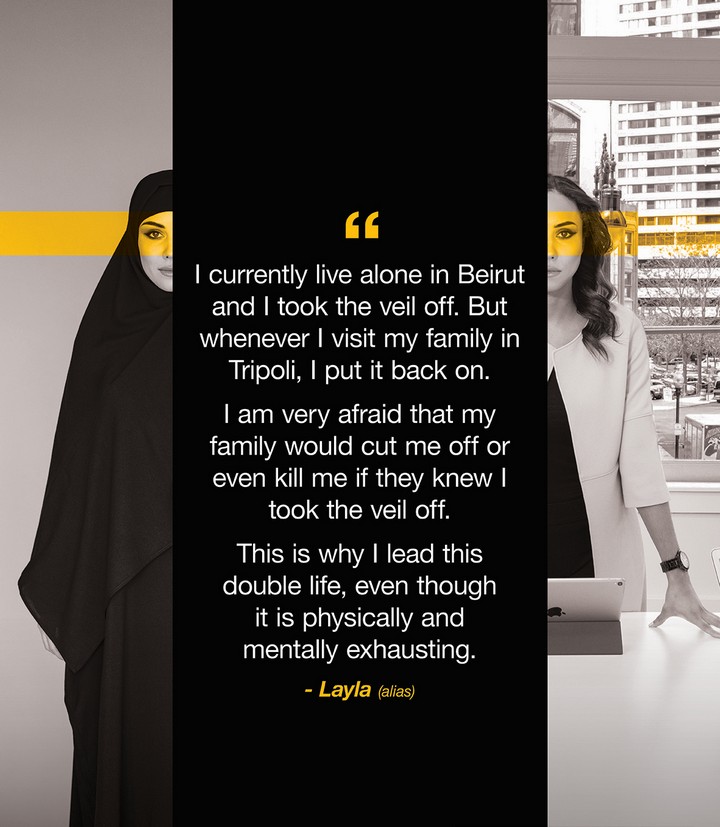 “
I currently live alone in Beirut
and I took the veil off. But
whenever I visit my family in
Tripoli, I put it back on.
I am very afraid that my
family would cut me off or
even kill me if they knew I
took the veil off.
This is why I lead this
double life, even though
it is physically and
mentally exhausting.
- Layla (alias)